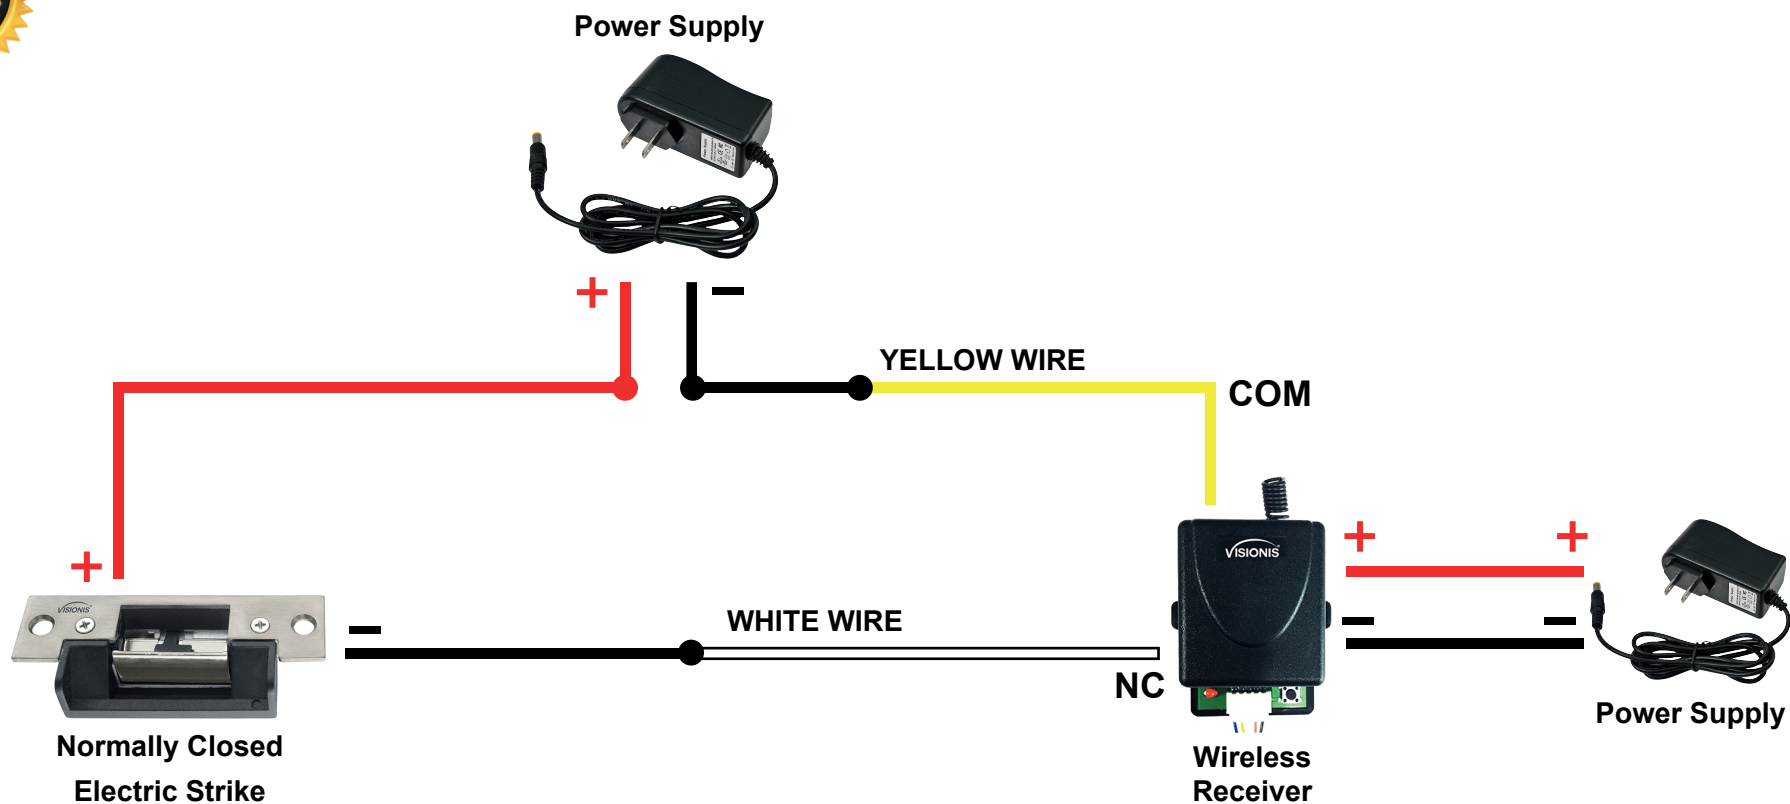 Power Supply
+
−
YELLOW WIRE
COM
+
VISIONIS
−
WHITE WIRE
NC
VISIONIS
+
+
−
−
Power Supply
Normally Closed
Electric Strike
Wireless
Receiver